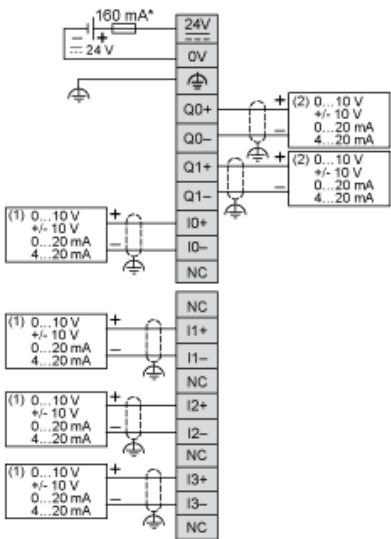 160 mA*
24 V
24V
0V
Q0+
Q0–
Q1+
Q1–
I0+
I0–
NC
+
–
(2) 0...10 V
+/- 10 V
0...20 mA
4...20 mA
+
–
(2) 0...10 V
+/- 10 V
0...20 mA
4...20 mA
(1) 0...10 V
+/- 10 V
0...20 mA
4...20 mA
+
–
NC
I1+
I1–
NC
I2+
I2–
NC
I3+
I3–
NC
(1) 0...10 V
+/- 10 V
0...20 mA
4...20 mA
+
–
(1) 0...10 V
+/- 10 V
0...20 mA
4...20 mA
+
–
(1) 0...10 V
+/- 10 V
0...20 mA
4...20 mA
+
–